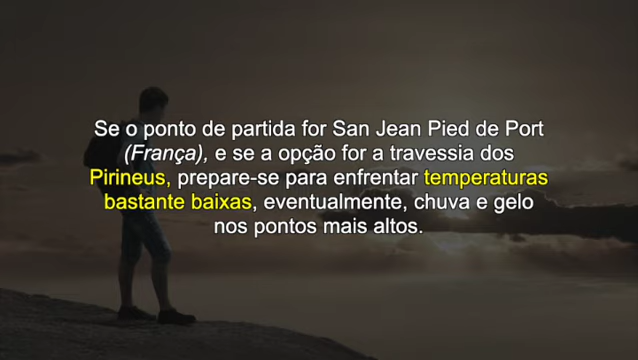 Se o ponto de partida for San Jean Pied de Port
(França), e se a opção for a travessia dos
Pirineus, prepare-se para enfrentar temperaturas
bastante baixas, eventualmente, chuva e gelo
nos pontos mais altos.